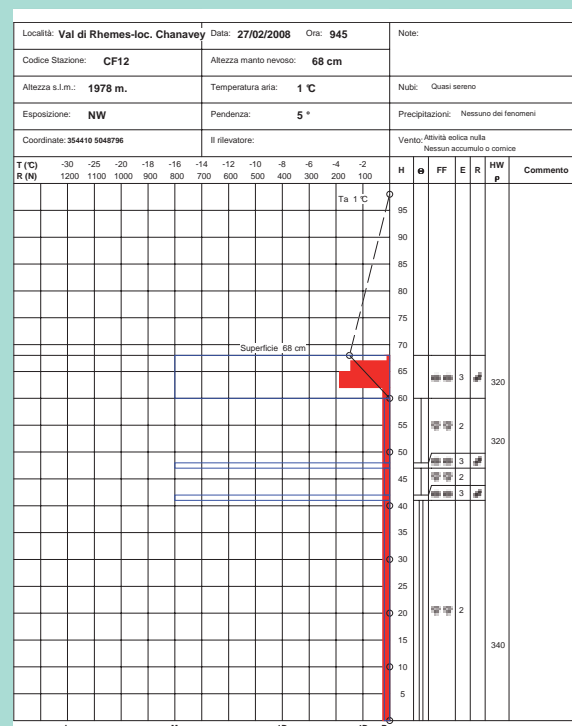 Località: Val di Rhemes-loc. Chanavey Data: 27/02/2008 Ora: 945 Note:
Codice Stazione: CF12 Altezza manto nevoso: 68 cm
Altezza s.l.m.: 1978 m. Temperatura aria: 1 °C Nubi: Quasi sereno
Esposizione: NW Pendenza: 5 ° Precipitazioni: Nessuno dei fenomeni
Coordinate: 354410 5048796 Il rilevatore: Vento: Attività eolica nulla
Nessun accumulo o cornice
T (°C) -30 -25 -20 -18 -16 -14 -12 -10 -8 -6 -4 -2 H Θ FF E R HW Commento
R (N) 1200 1100 1000 900 800 700 600 500 400 300 200 100 ρ
Ta 1 °C
95
90
85
80
75
70
Superficie 68 cm
65 3 320
60
55 2
320
50
3
45 2
3
40
35
30
25
20 2
15
340
10
5